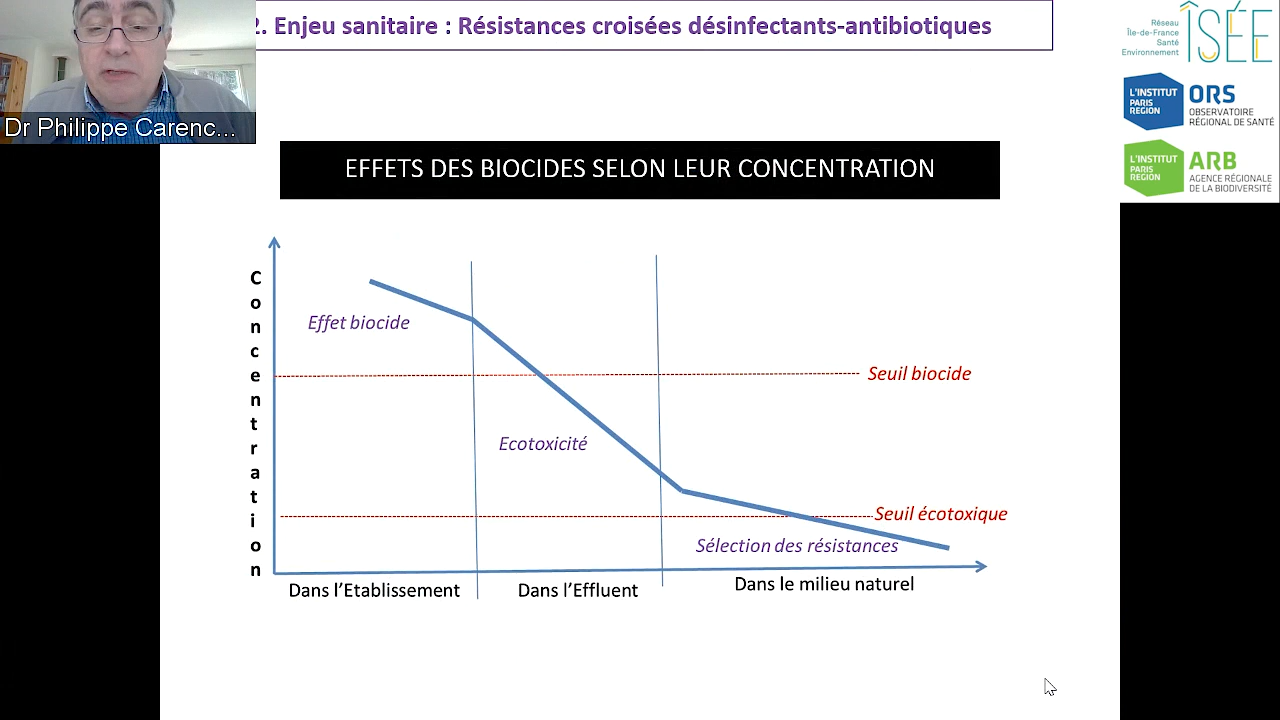 2. Enjeu sanitaire : Résistances croisées désinfectants-antibiotiques
Réseau
Île-de-France
Santé
Environnement
ÎSÉE
L'INSTITUT
PARIS
REGION
ORS
OBSERVATOIRE
RÉGIONAL DE SANTÉ
L'INSTITUT
PARIS
REGION
ARB
AGENCE RÉGIONALE
DE LA BIODIVERSITÉ
Dr Philippe Carenc...
EFFETS DES BIOCIDES SELON LEUR CONCENTRATION
Concentration
Effet biocide
Seuil biocide
Ecotoxicité
Seuil écotoxique
Sélection des résistances
Dans l'Etablissement
Dans l'Effluent
Dans le milieu naturel